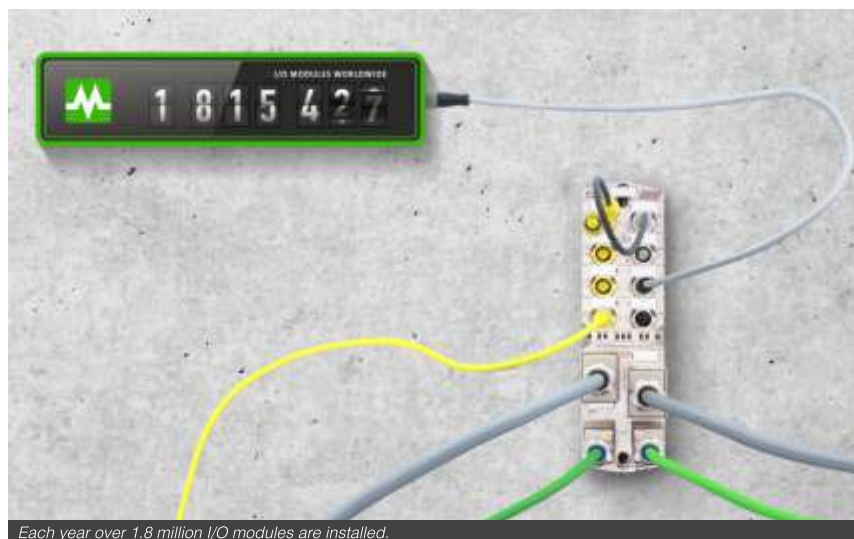 I/O MODULES WORLDWIDE
1 8 1 5 4 2 7
Each year over 1.8 million I/O modules are installed.